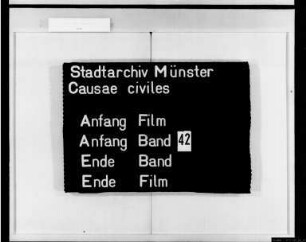 Stadtarchiv Münster
Causae civiles
Anfang Film
Anfang Band 42
Ende Band
Ende Film